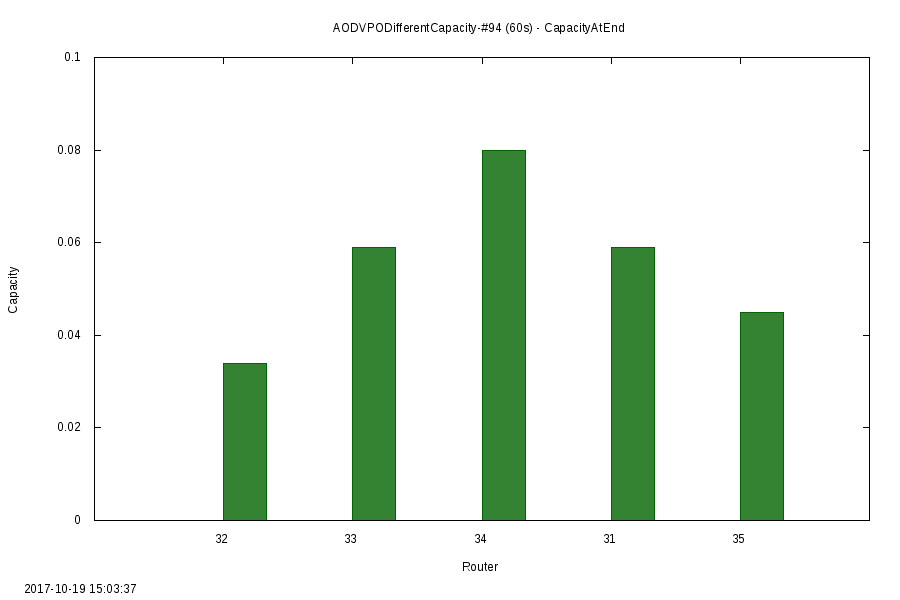 AODVPODifferentCapacity-#94 (60s) - CapacityAtEnd
0.1
0.08
0.06
0.04
0.02
0
Capacity
32 33 34 31 35
Router
2017-10-19 15:03:37